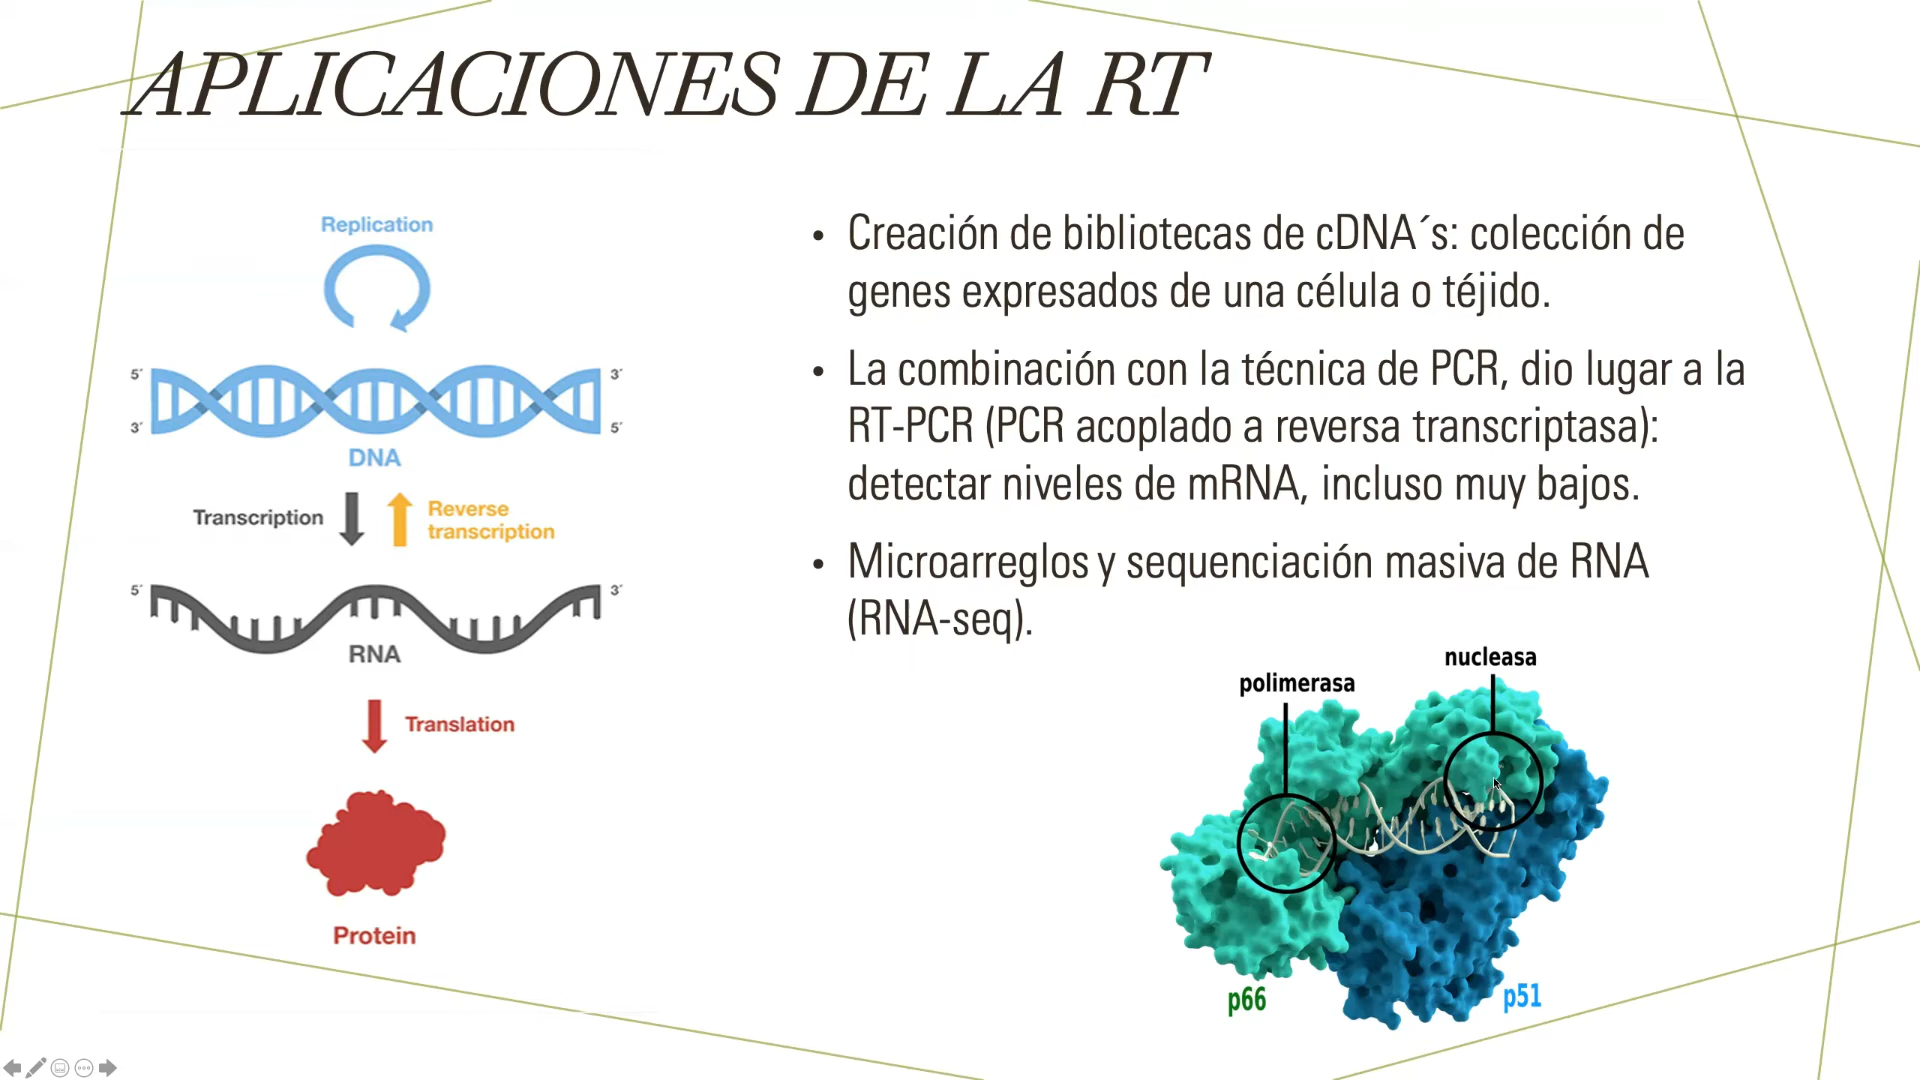 APLICACIONES DE LA RT
Replication
5´ 3´
3´ 5´
DNA
Transcription
Reverse
transcription
5´ 3´
RNA
Translation
Protein
• Creación de bibliotecas de cDNA´s: colección de
genes expresados de una célula o téjido.
• La combinación con la técnica de PCR, dio lugar a la
RT-PCR (PCR acoplado a reversa transcriptasa):
detectar niveles de mRNA, incluso muy bajos.
• Microarreglos y sequenciación masiva de RNA
(RNA-seq).
nucleasa
polimerasa
p66
p51